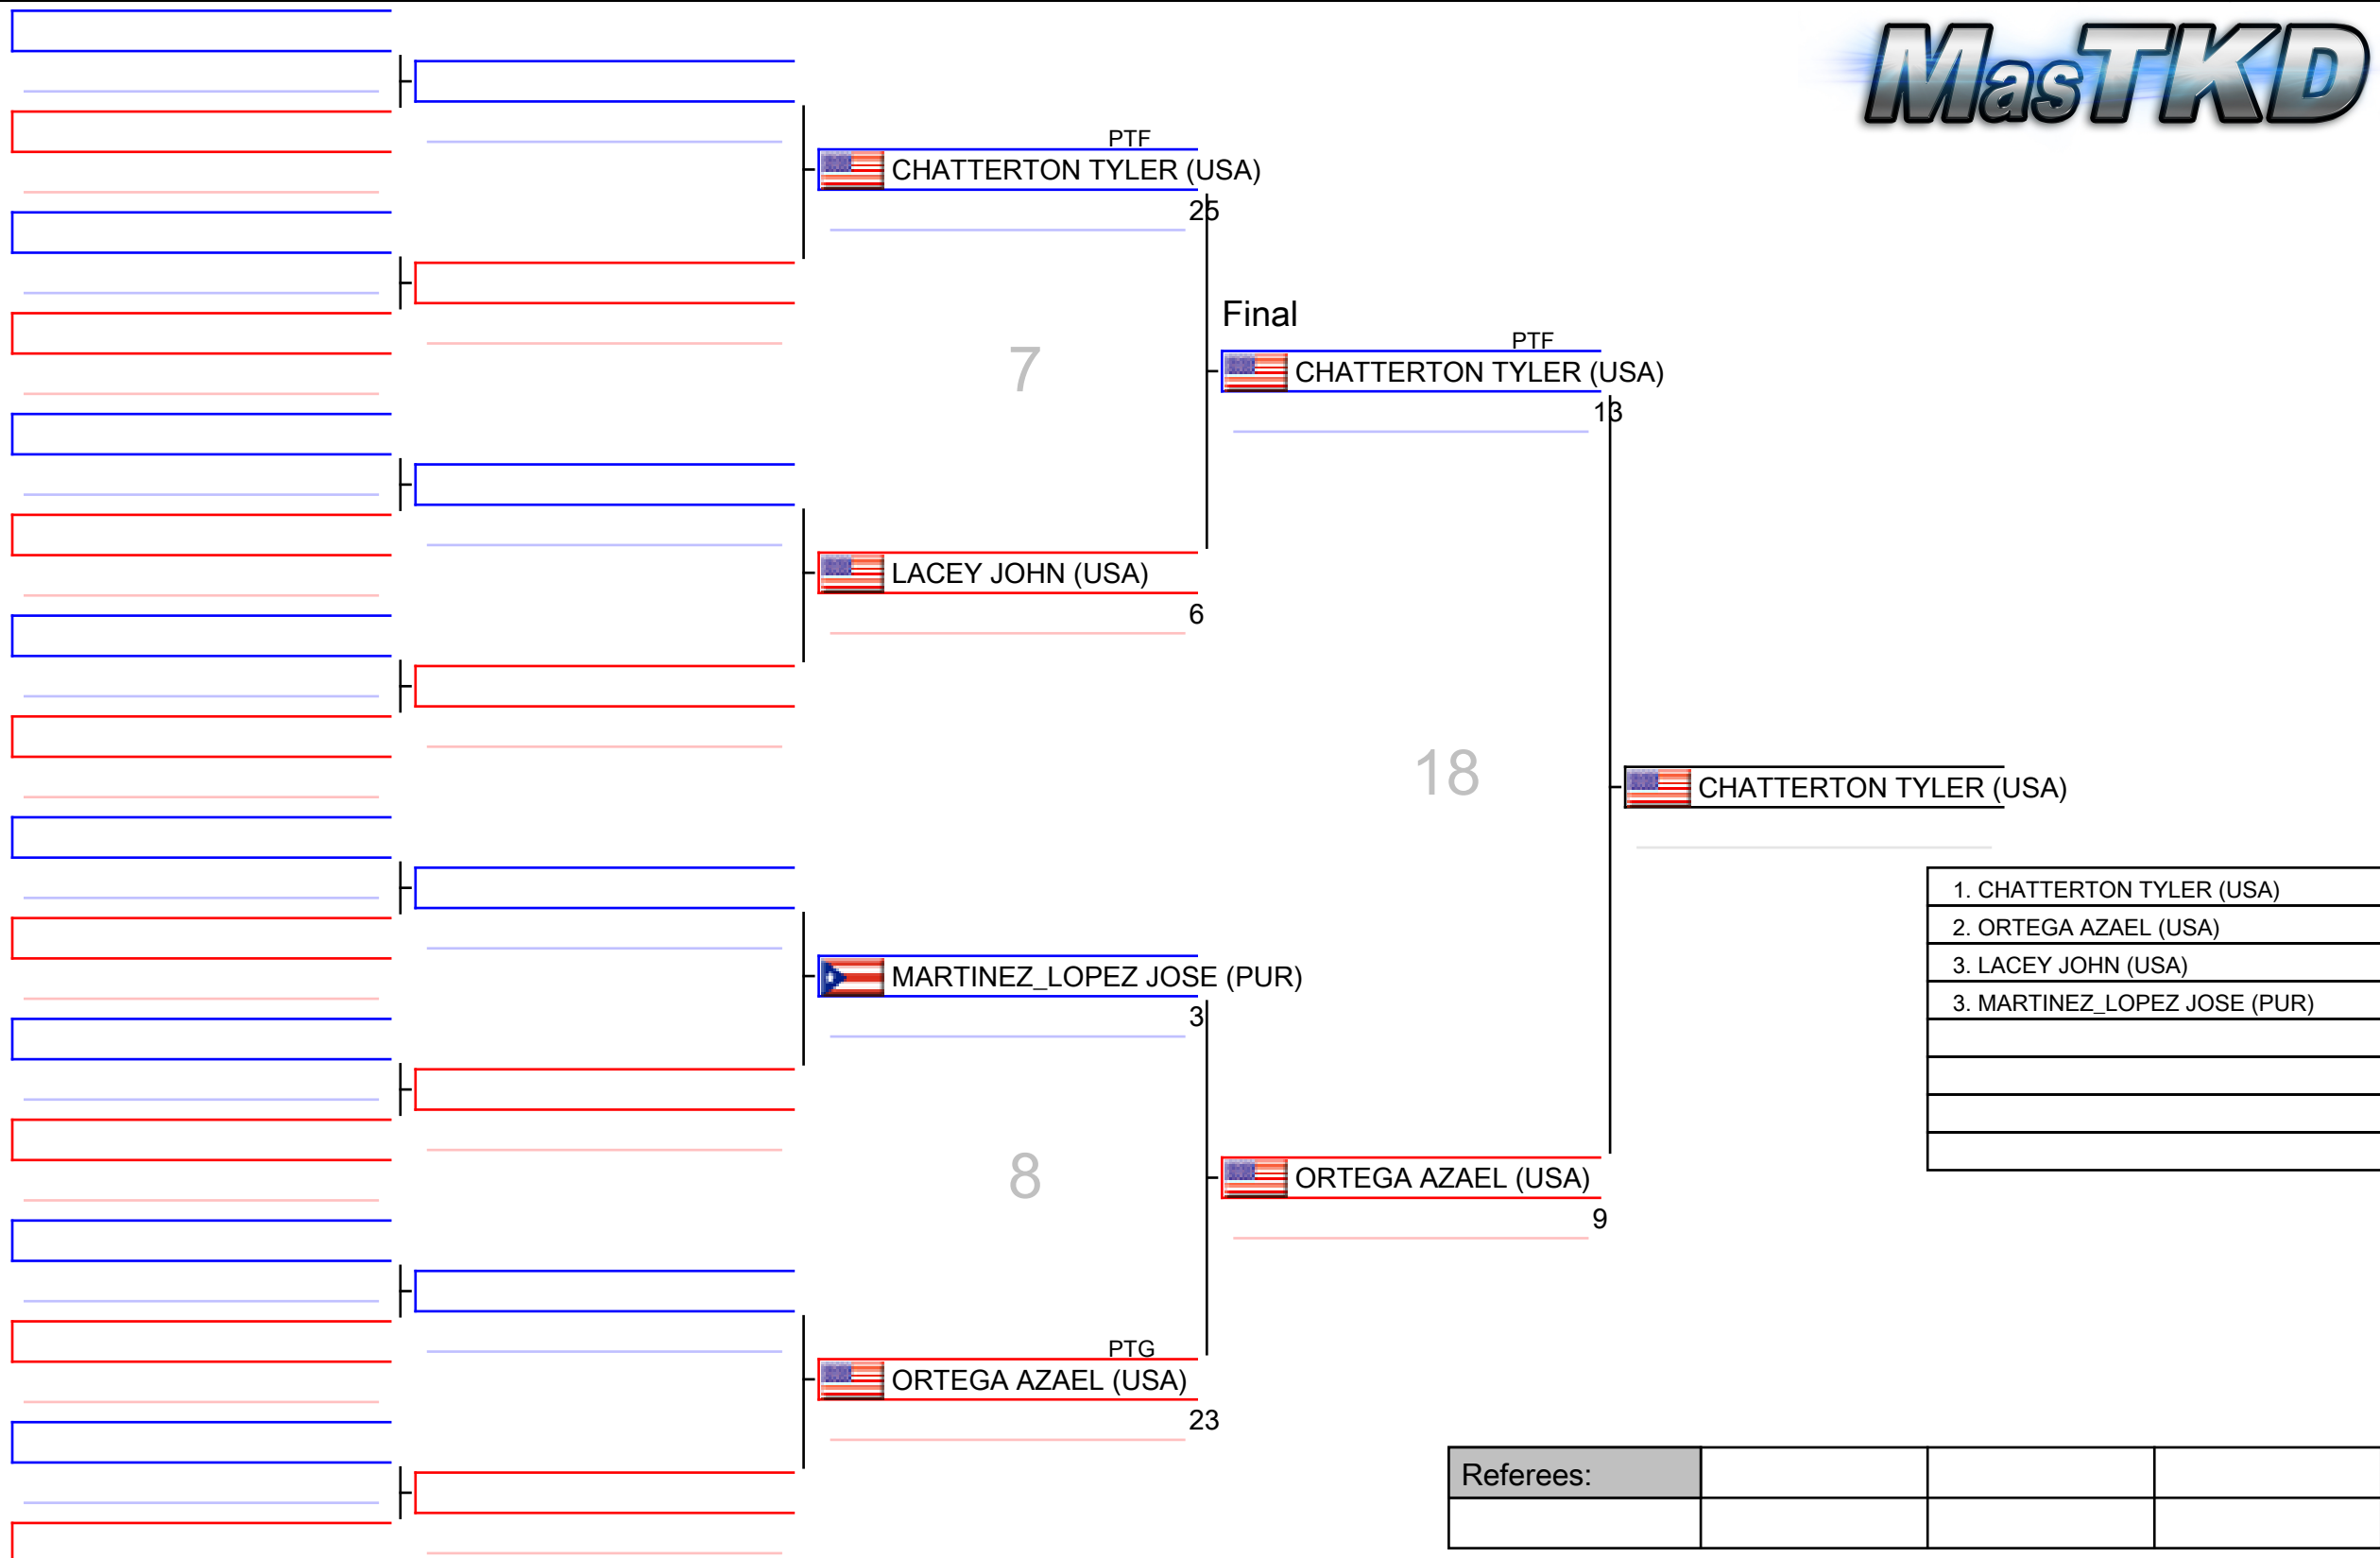 MasTKD
PTF
CHATTERTON TYLER (USA)
25
Final
7
PTF
CHATTERTON TYLER (USA)
13
LACEY JOHN (USA)
6
18
CHATTERTON TYLER (USA)
1. CHATTERTON TYLER (USA)
2. ORTEGA AZAEL (USA)
3. LACEY JOHN (USA)
3. MARTINEZ_LOPEZ JOSE (PUR)
MARTINEZ_LOPEZ JOSE (PUR)
3
8
ORTEGA AZAEL (USA)
9
PTG
ORTEGA AZAEL (USA)
23
Referees: